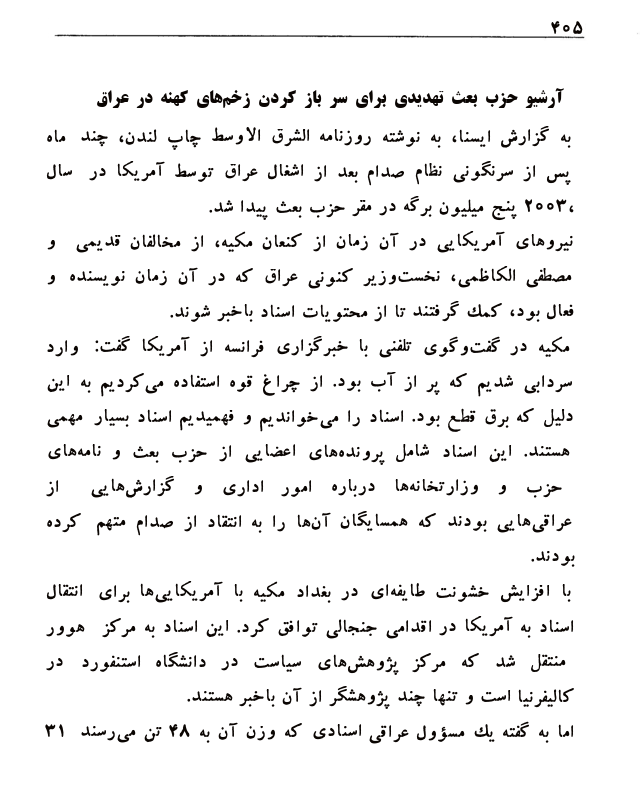 ۴۰۵
آرشیو حزب بعث تهدیدی برای سر باز کردن زخم‌های کهنه در عراق
به گزارش ایسنا، به نوشته روزنامه الشرق الاوسط چاپ لندن، چند ماه
پس از سرنگونی نظام صدام بعد از اشغال عراق توسط آمریکا در سال
۲۰۰۳، پنج میلیون برگه در مقر حزب بعث پیدا شد.
نیروهای آمریکایی در آن زمان از کنعان مکیه، از مخالفان قدیمی و
مصطفی الکاظمی، نخست‌وزیر کنونی عراق که در آن زمان نویسنده و
فعال بود، کمك گرفتند تا از محتویات اسناد باخبر شوند.
مکیه در گفت‌وگوی تلفنی با خبرگزاری فرانسه از آمریکا گفت: وارد
سردابی شدیم که پر از آب بود. از چراغ قوه استفاده می‌کردیم به این
دلیل که برق قطع بود. اسناد را می‌خواندیم و فهمیدیم اسناد بسیار مهمی
هستند. این اسناد شامل پرونده‌های اعضایی از حزب بعث و نامه‌های
حزب و وزارتخانه‌ها درباره امور اداری و گزارش‌هایی از
عراقی‌هایی بودند که همسایگان آن‌ها را به انتقاد از صدام متهم کرده
بودند.
با افزایش خشونت طایفه‌ای در بغداد مکیه با آمریکایی‌ها برای انتقال
اسناد به آمریکا در اقدامی جنجالی توافق کرد. این اسناد به مرکز هوور
منتقل شد که مرکز پژوهش‌های سیاست در دانشگاه استنفورد در
کالیفرنیا است و تنها چند پژوهشگر از آن باخبر هستند.
اما به گفته یك مسؤول عراقی اسنادی که وزن آن به ۴۸ تن می‌رسند ۳۱